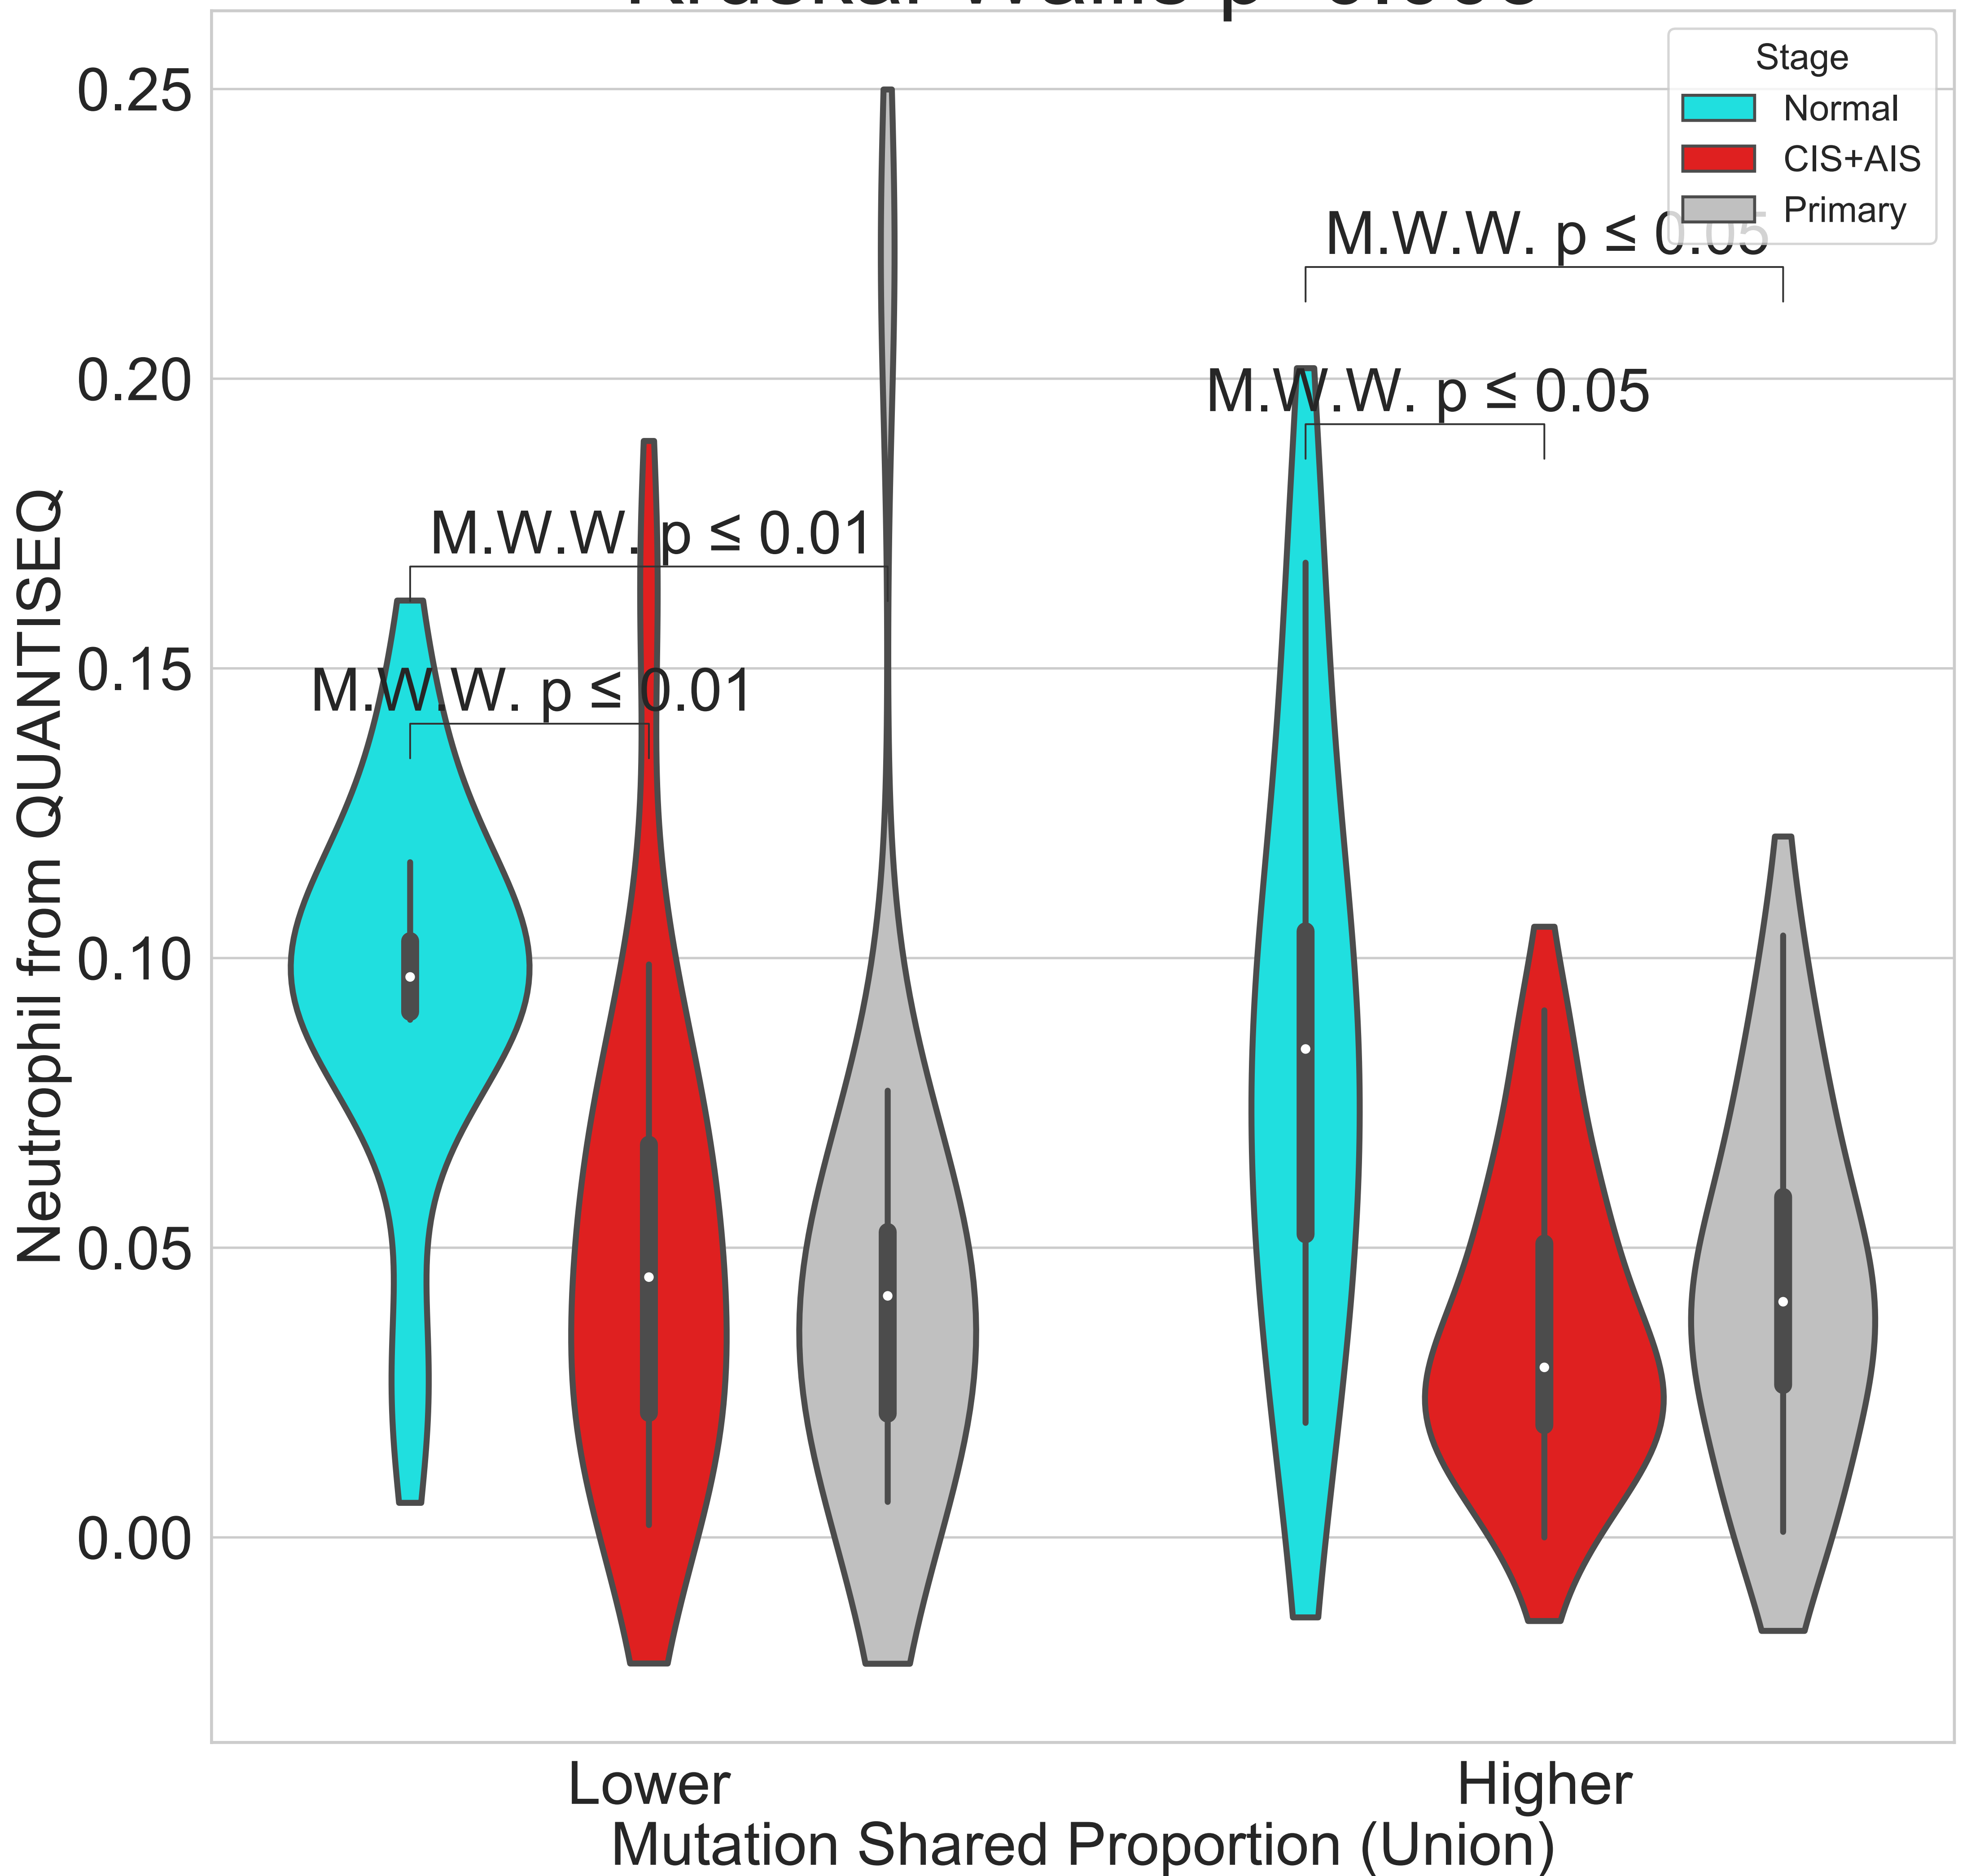 Stage
Normal
CIS+AIS
Primary
0.25
0.20
0.15
0.10
0.05
0.00
Neutrophil from QUANTISEQ
M.W.W. p ≤ 0.05
M.W.W. p ≤ 0.05
M.W.W. p ≤ 0.01
M.W.W. p ≤ 0.01
Lower
Higher
Mutation Shared Proportion (Union)